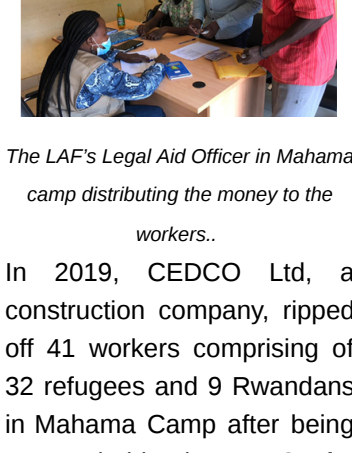 The LAF's Legal Aid Officer in Mahama
camp distributing the money to the
workers..
In 2019, CEDCO Ltd, a
construction company, ripped
off 41 workers comprising of
32 refugees and 9 Rwandans
in Mahama Camp after being